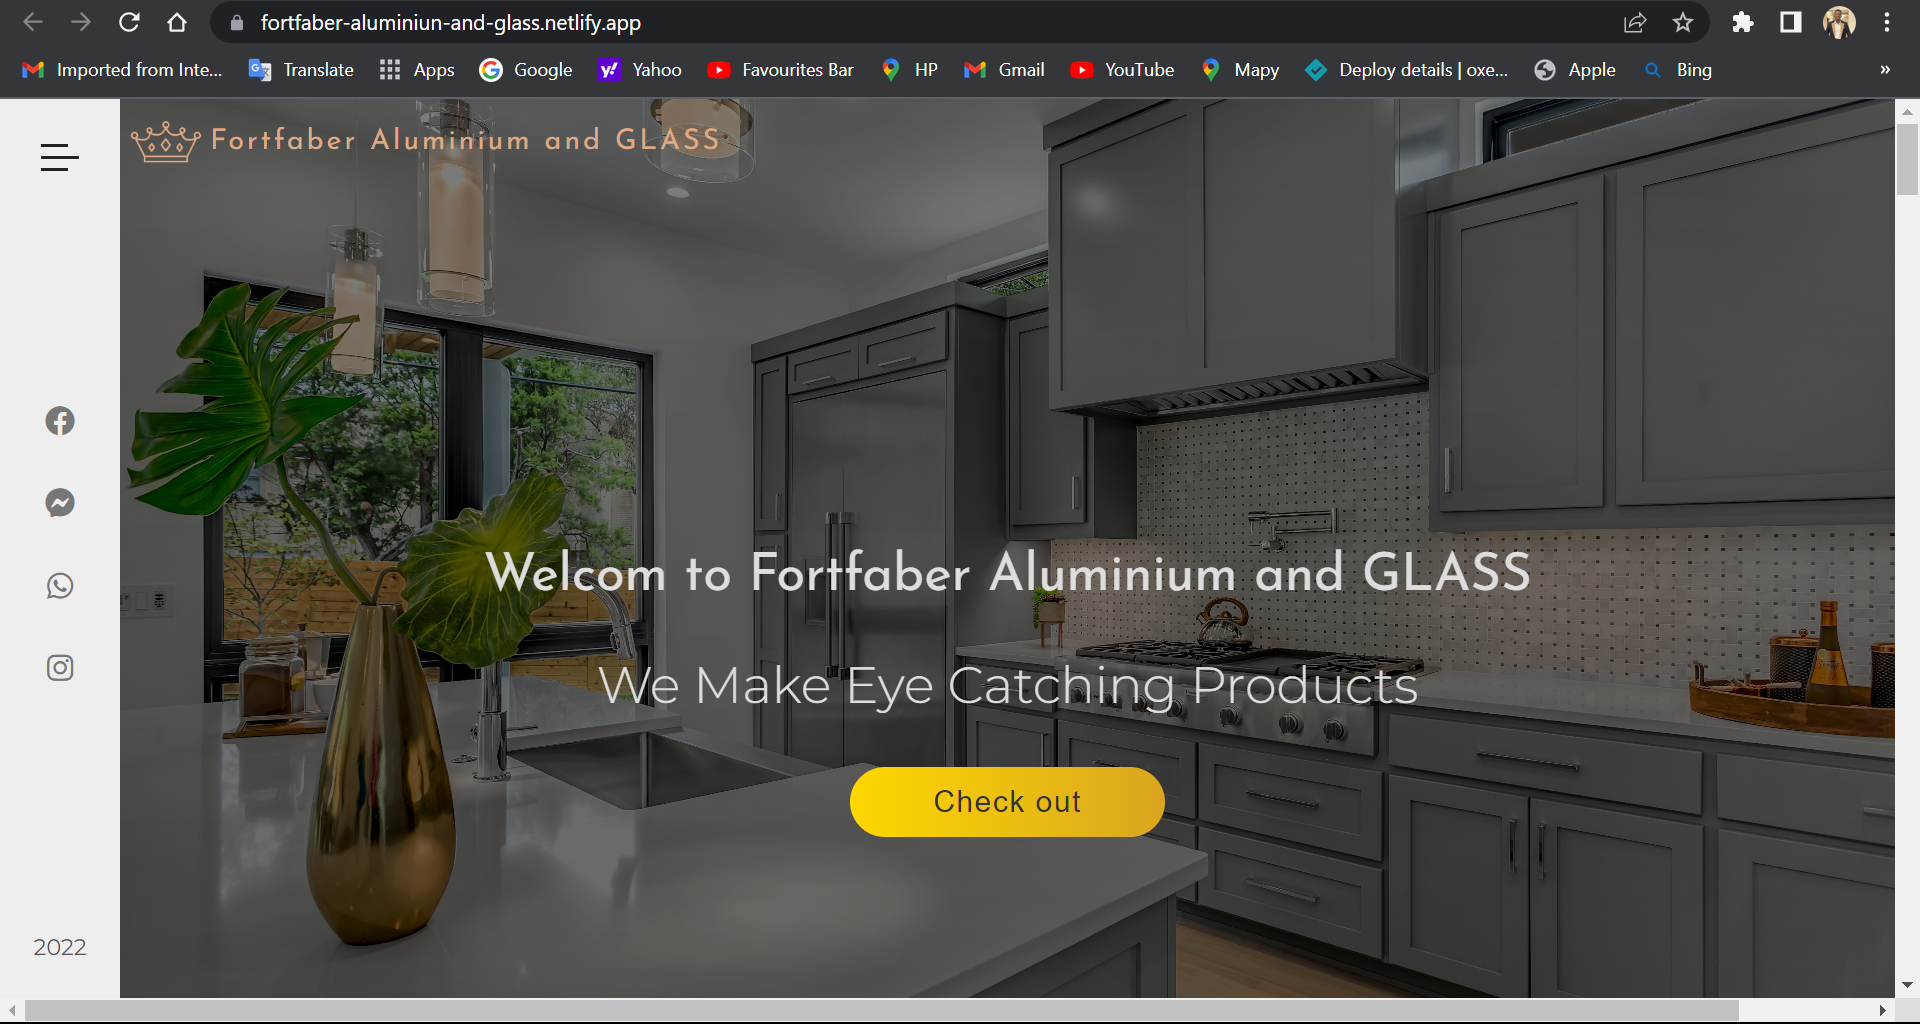 fortfaber-aluminiun-and-glass.netlify.app
Imported from Inte... Translate Apps Google Yahoo Favourites Bar HP Gmail YouTube Mapy Deploy details | oxe... Apple Bing »
Fortfaber Aluminium and GLASS
Welcom to Fortfaber Aluminium and GLASS
We Make Eye Catching Products
Check out
2022